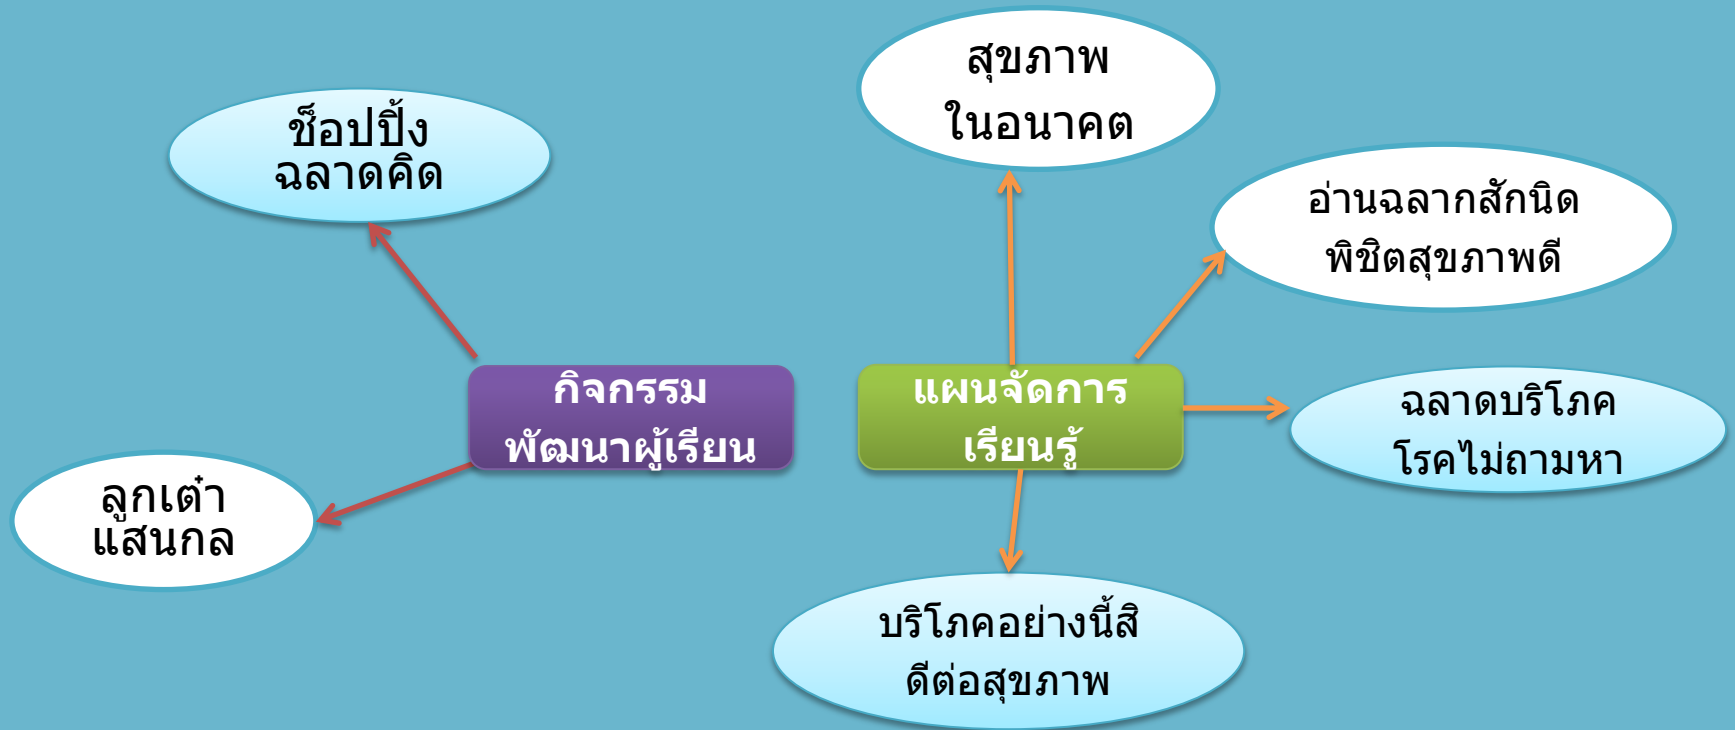 สุขภาพ
ในอนาคต
ช็อปปิ้ง
ฉลาดคิด
อ่านฉลากสักนิด
พิชิตสุขภาพดี
กิจกรรม
พัฒนาผู้เรียน
แผนจัดการ
เรียนรู้
ฉลาดบริโภค
โรคไม่ถามหา
ลูกเต๋า
แสนกล
บริโภคอย่างนี้สิ
ดีต่อสุขภาพ